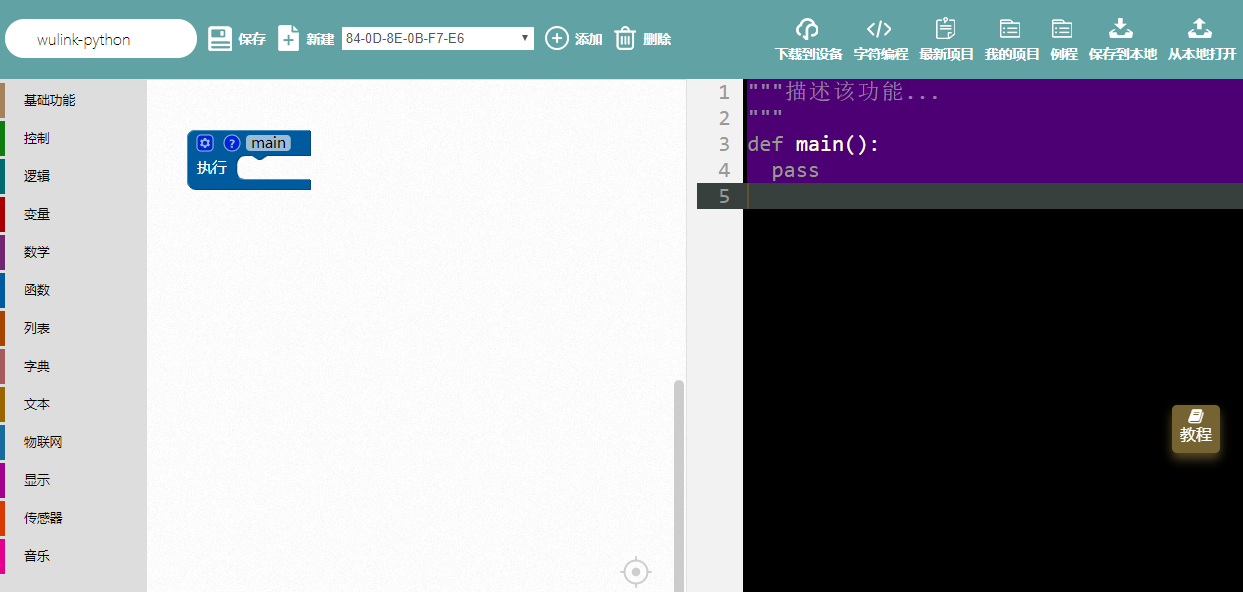 wulink-python 保存 新建 84-0D-8E-0B-F7-E6 添加 删除 下载到设备 字符编程 最新项目 我的项目 例程 保存到本地 从本地打开
基础功能
控制
逻辑
变量
数学
函数
列表
字典
文本
物联网
显示
传感器
音乐
? main
执行
1 """描述该功能...
2 """
3 def main():
4 pass
5
教程